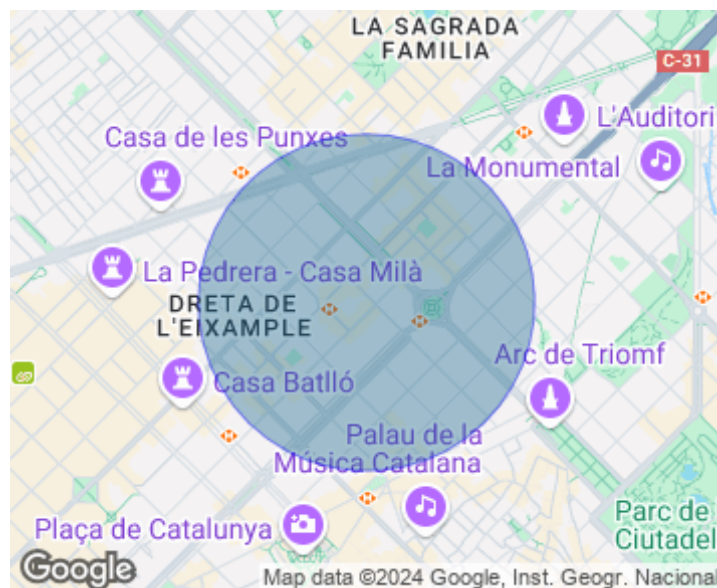 LA SAGRADA
FAMILIA
C-31
L'Auditori
Casa de les Punxes
La Monumental
La Pedrera - Casa Milà
DRETA DE
L'EIXAMPLE
Arc de Triomf
Casa Batlló
Palau de la
Música Catalana
Plaça de Catalunya
Parc de
Ciutadel
Google
Map data ©2024 Google, Inst. Geogr. Nacional